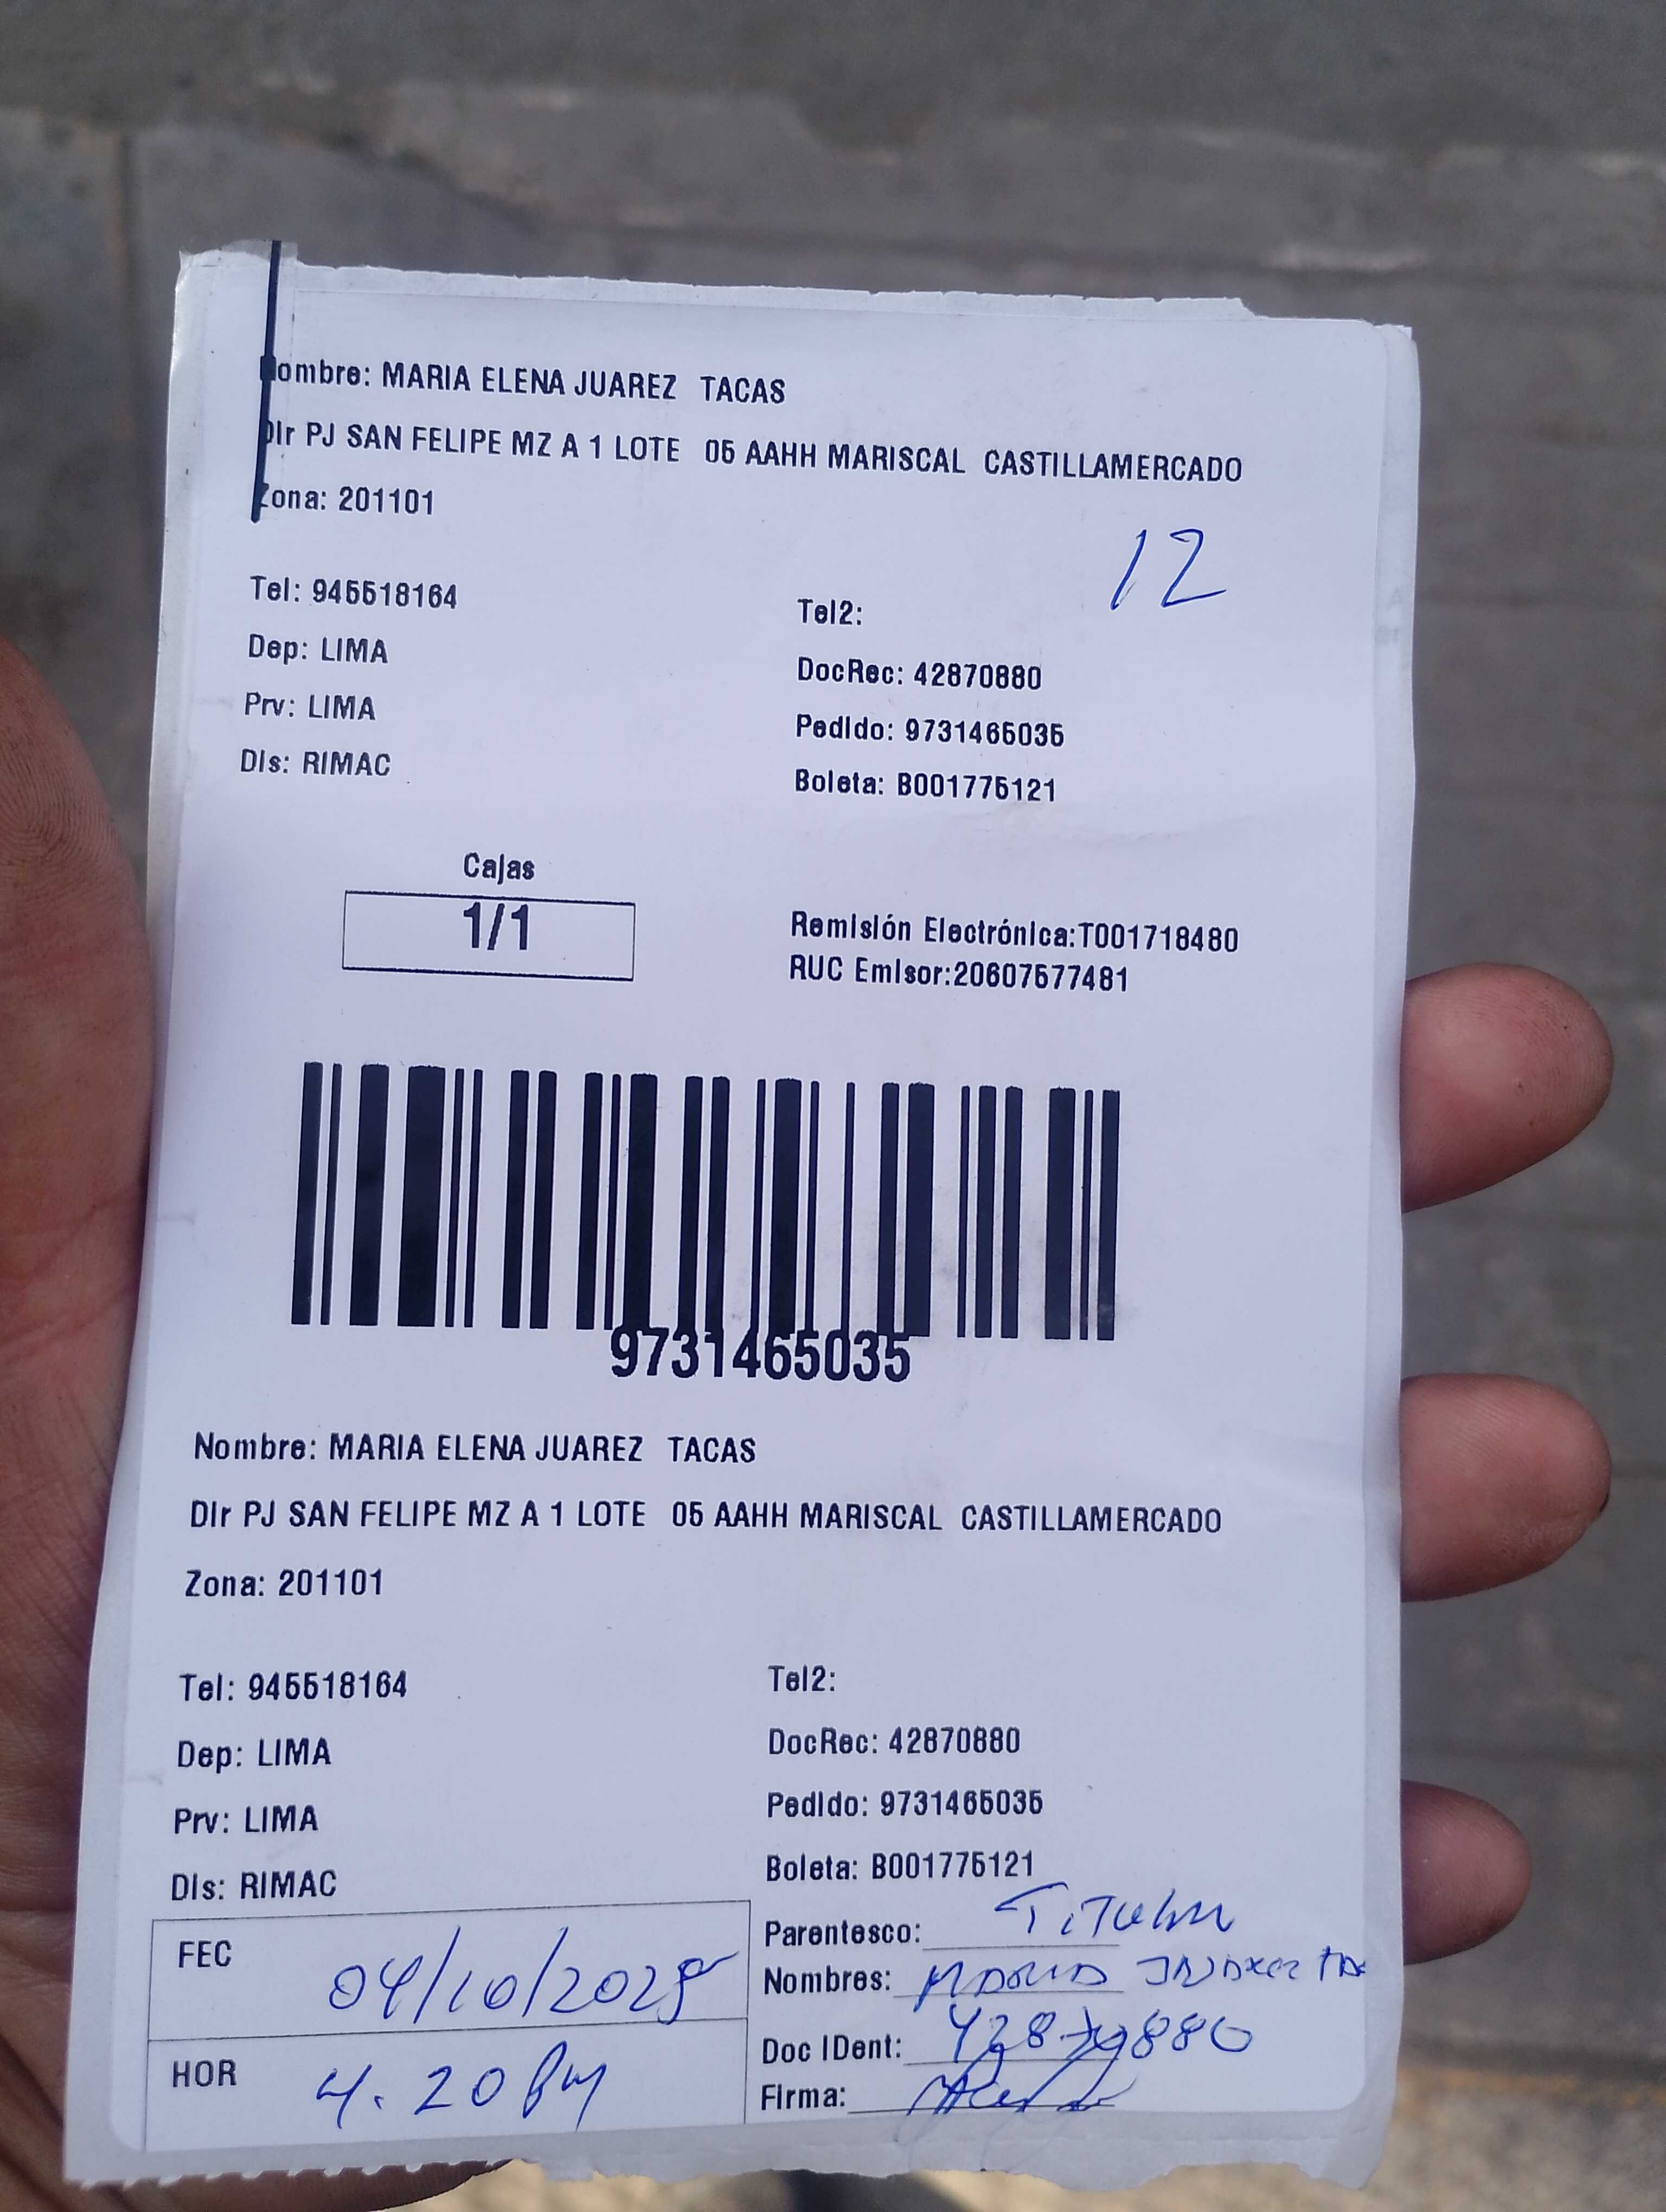 Nombre: MARIA ELENA JUAREZ TACAS
Dir PJ SAN FELIPE MZ A 1 LOTE 05 AAHH MARISCAL CASTILLAMERCADO
Zona: 201101
12
Tel: 945518164
Tel2:
Dep: LIMA
DocRec: 42870880
Prv: LIMA
Pedido: 9731465035
Dis: RIMAC
Boleta: B001775121
Cajas
1/1
Remisión Electrónica:T001718480
RUC Emisor:20607577481
9731465035
Nombre: MARIA ELENA JUAREZ TACAS
Dir PJ SAN FELIPE MZ A 1 LOTE 05 AAHH MARISCAL CASTILLAMERCADO
Zona: 201101
Tel: 945518164
Tel2:
Dep: LIMA
DocRec: 42870880
Prv: LIMA
Pedido: 9731465035
Dis: RIMAC
Boleta: B001775121
FEC 04/10/2025
Parentesco: Titular
Nombres: MARIA
HOR 4.20 PM
Doc IDent:
Firma: